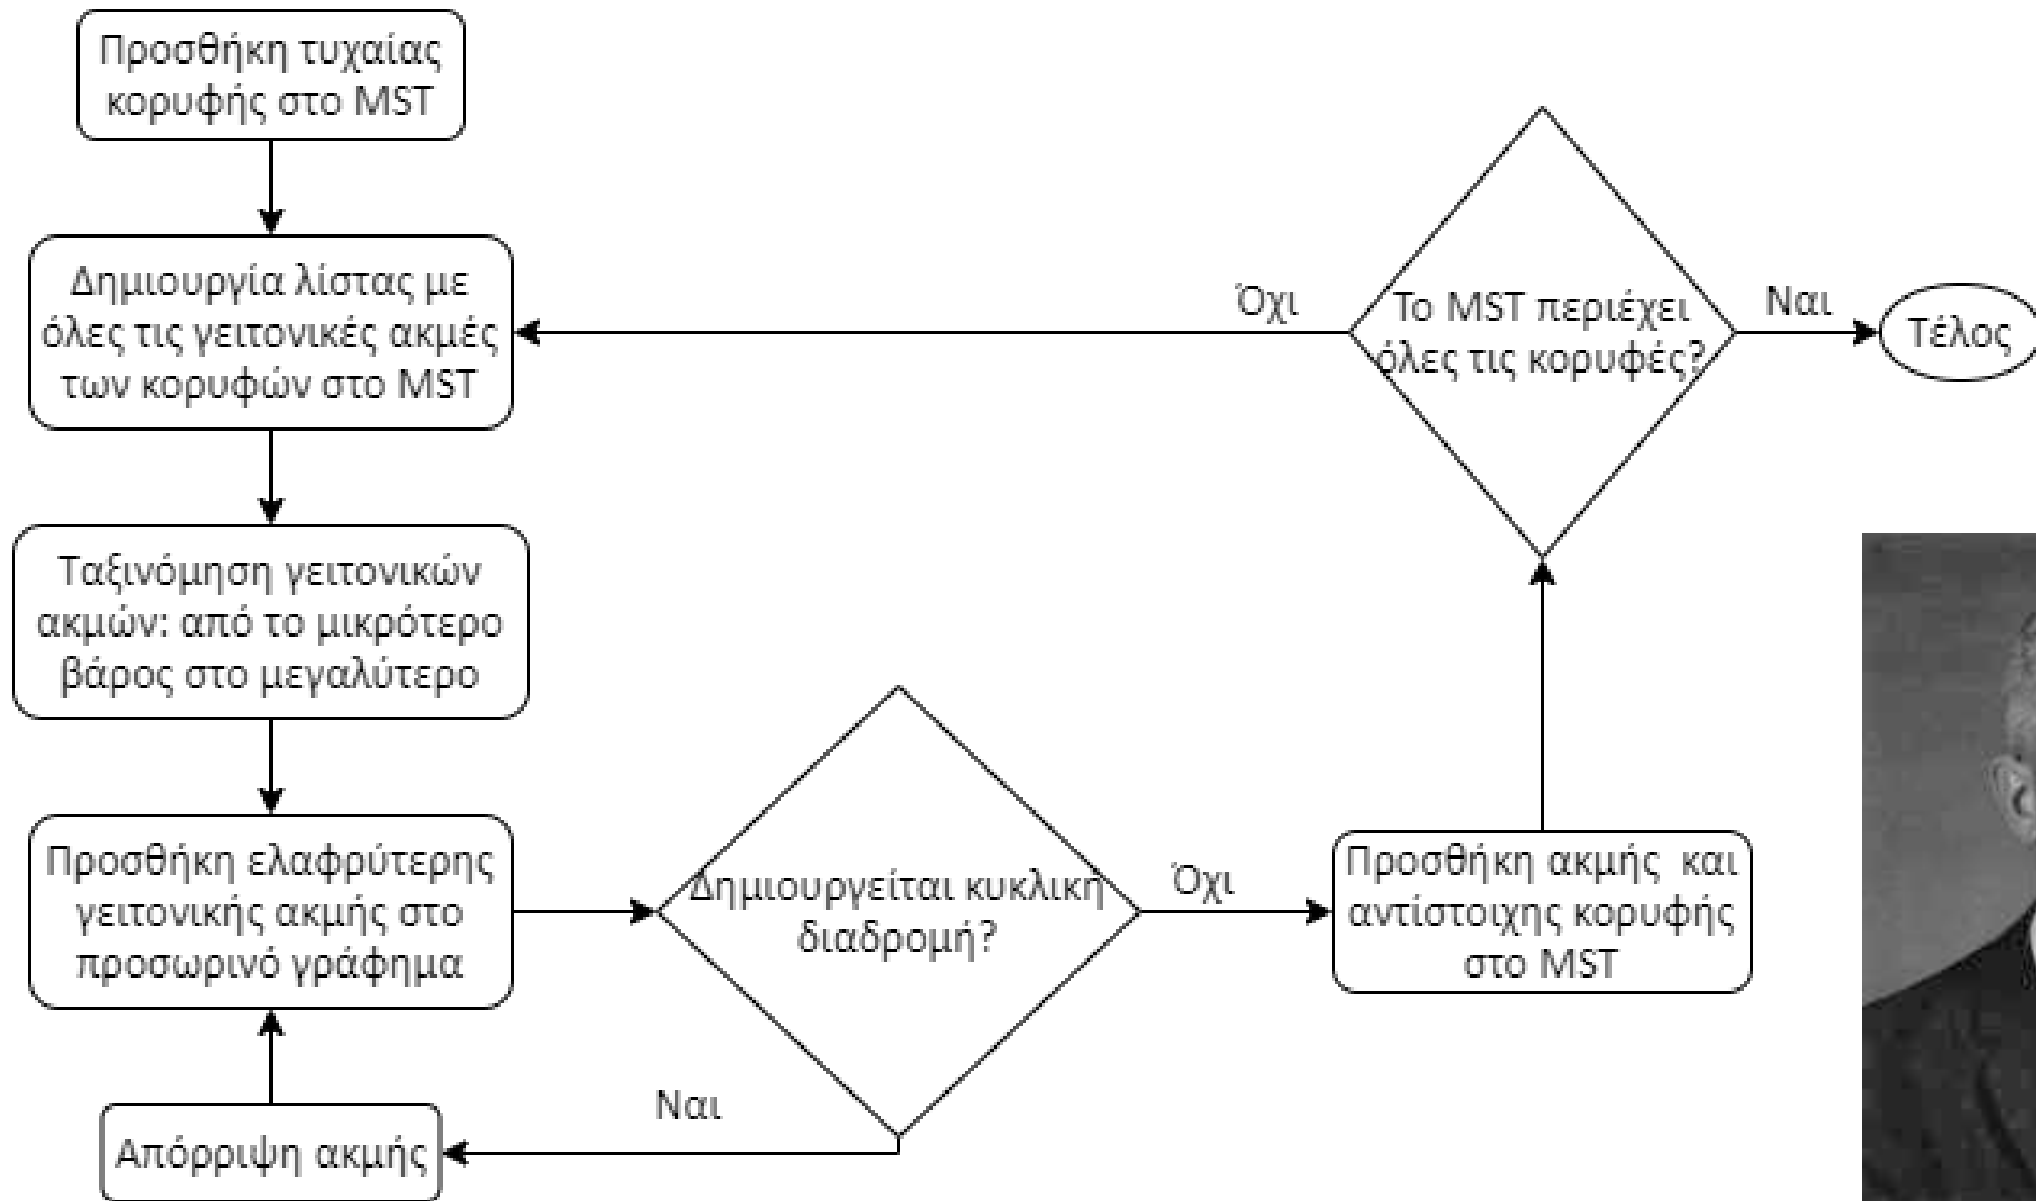 Προσθήκη τυχαίας
κορυφής στο MST
Δημιουργία λίστας με
όλες τις γειτονικές ακμές
των κορυφών στο MST
Ταξινόμηση γειτονικών
ακμών: από το μικρότερο
βάρος στο μεγαλύτερο
Προσθήκη ελαφρύτερης
γειτονικής ακμής στο
προσωρινό γράφημα
Δημιουργείται κυκλική
διαδρομή?
Ναι
Απόρριψη ακμής
Όχι
Προσθήκη ακμής και
αντίστοιχης κορυφής
στο MST
Το MST περιέχει
όλες τις κορυφές?
Όχι
Ναι
Τέλος